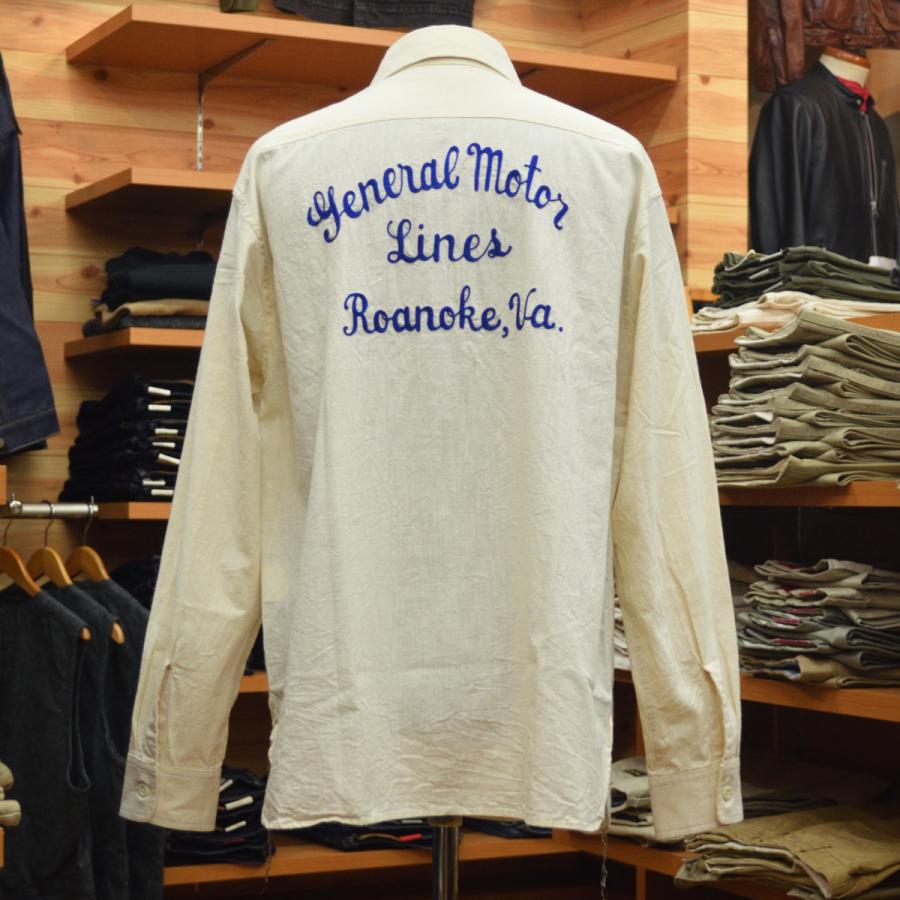 General Motor
Lines
Roanoke, Va.